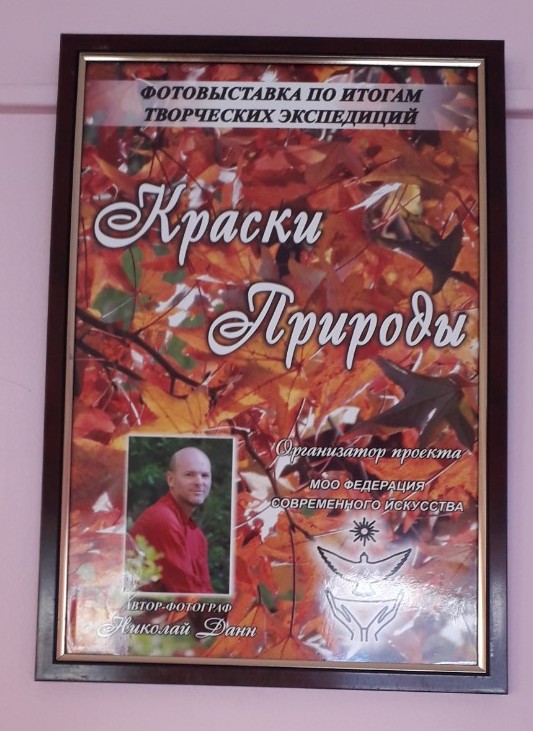 ФОТОВЫСТАВКА ПО ИТОГАМ
ТВОРЧЕСКИХ ЭКСПЕДИЦИЙ
Краски
Природы
Организатор проекта
МОО ФЕДЕРАЦИЯ
СОВРЕМЕННОГО ИСКУССТВА
АВТОР-ФОТОГРАФ
Николай Данн